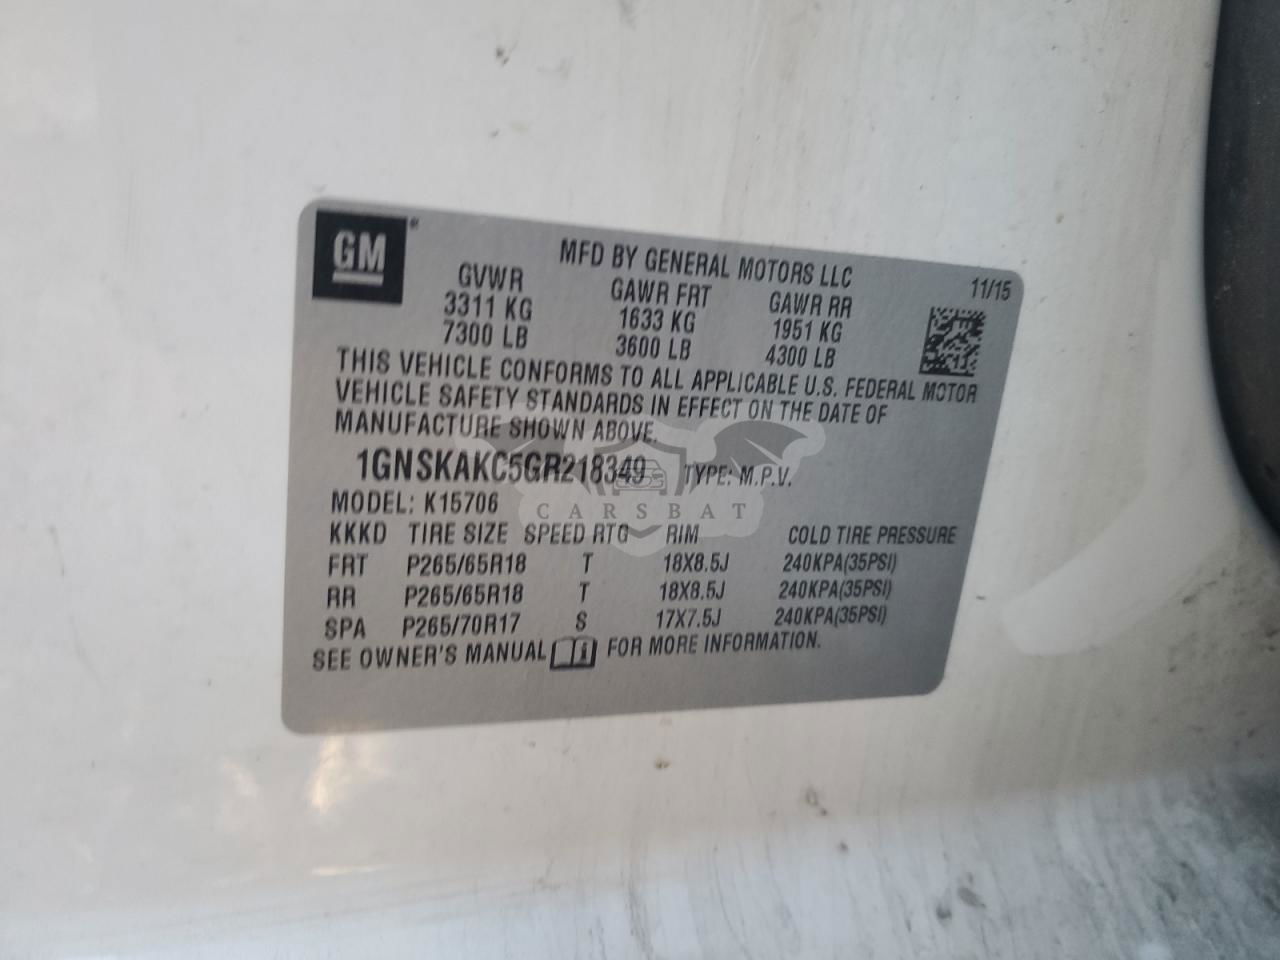 GM
MFD BY GENERAL MOTORS LLC
11/15
GVWR GAWR FRT GAWR RR
3311 KG 1633 KG 1951 KG
7300 LB 3600 LB 4300 LB
THIS VEHICLE CONFORMS TO ALL APPLICABLE U.S. FEDERAL MOTOR
VEHICLE SAFETY STANDARDS IN EFFECT ON THE DATE OF
MANUFACTURE SHOWN ABOVE.
1GNSKAKC5GR218349 TYPE: M.P.V.
MODEL: K15706
CARSBAT
KKKD TIRE SIZE SPEED RTG RIM COLD TIRE PRESSURE
FRT P265/65R18 T 18X8.5J 240KPA(35PSI)
RR P265/65R18 T 18X8.5J 240KPA(35PSI)
SPA P265/70R17 S 17X7.5J 240KPA(35PSI)
SEE OWNER'S MANUAL i FOR MORE INFORMATION.